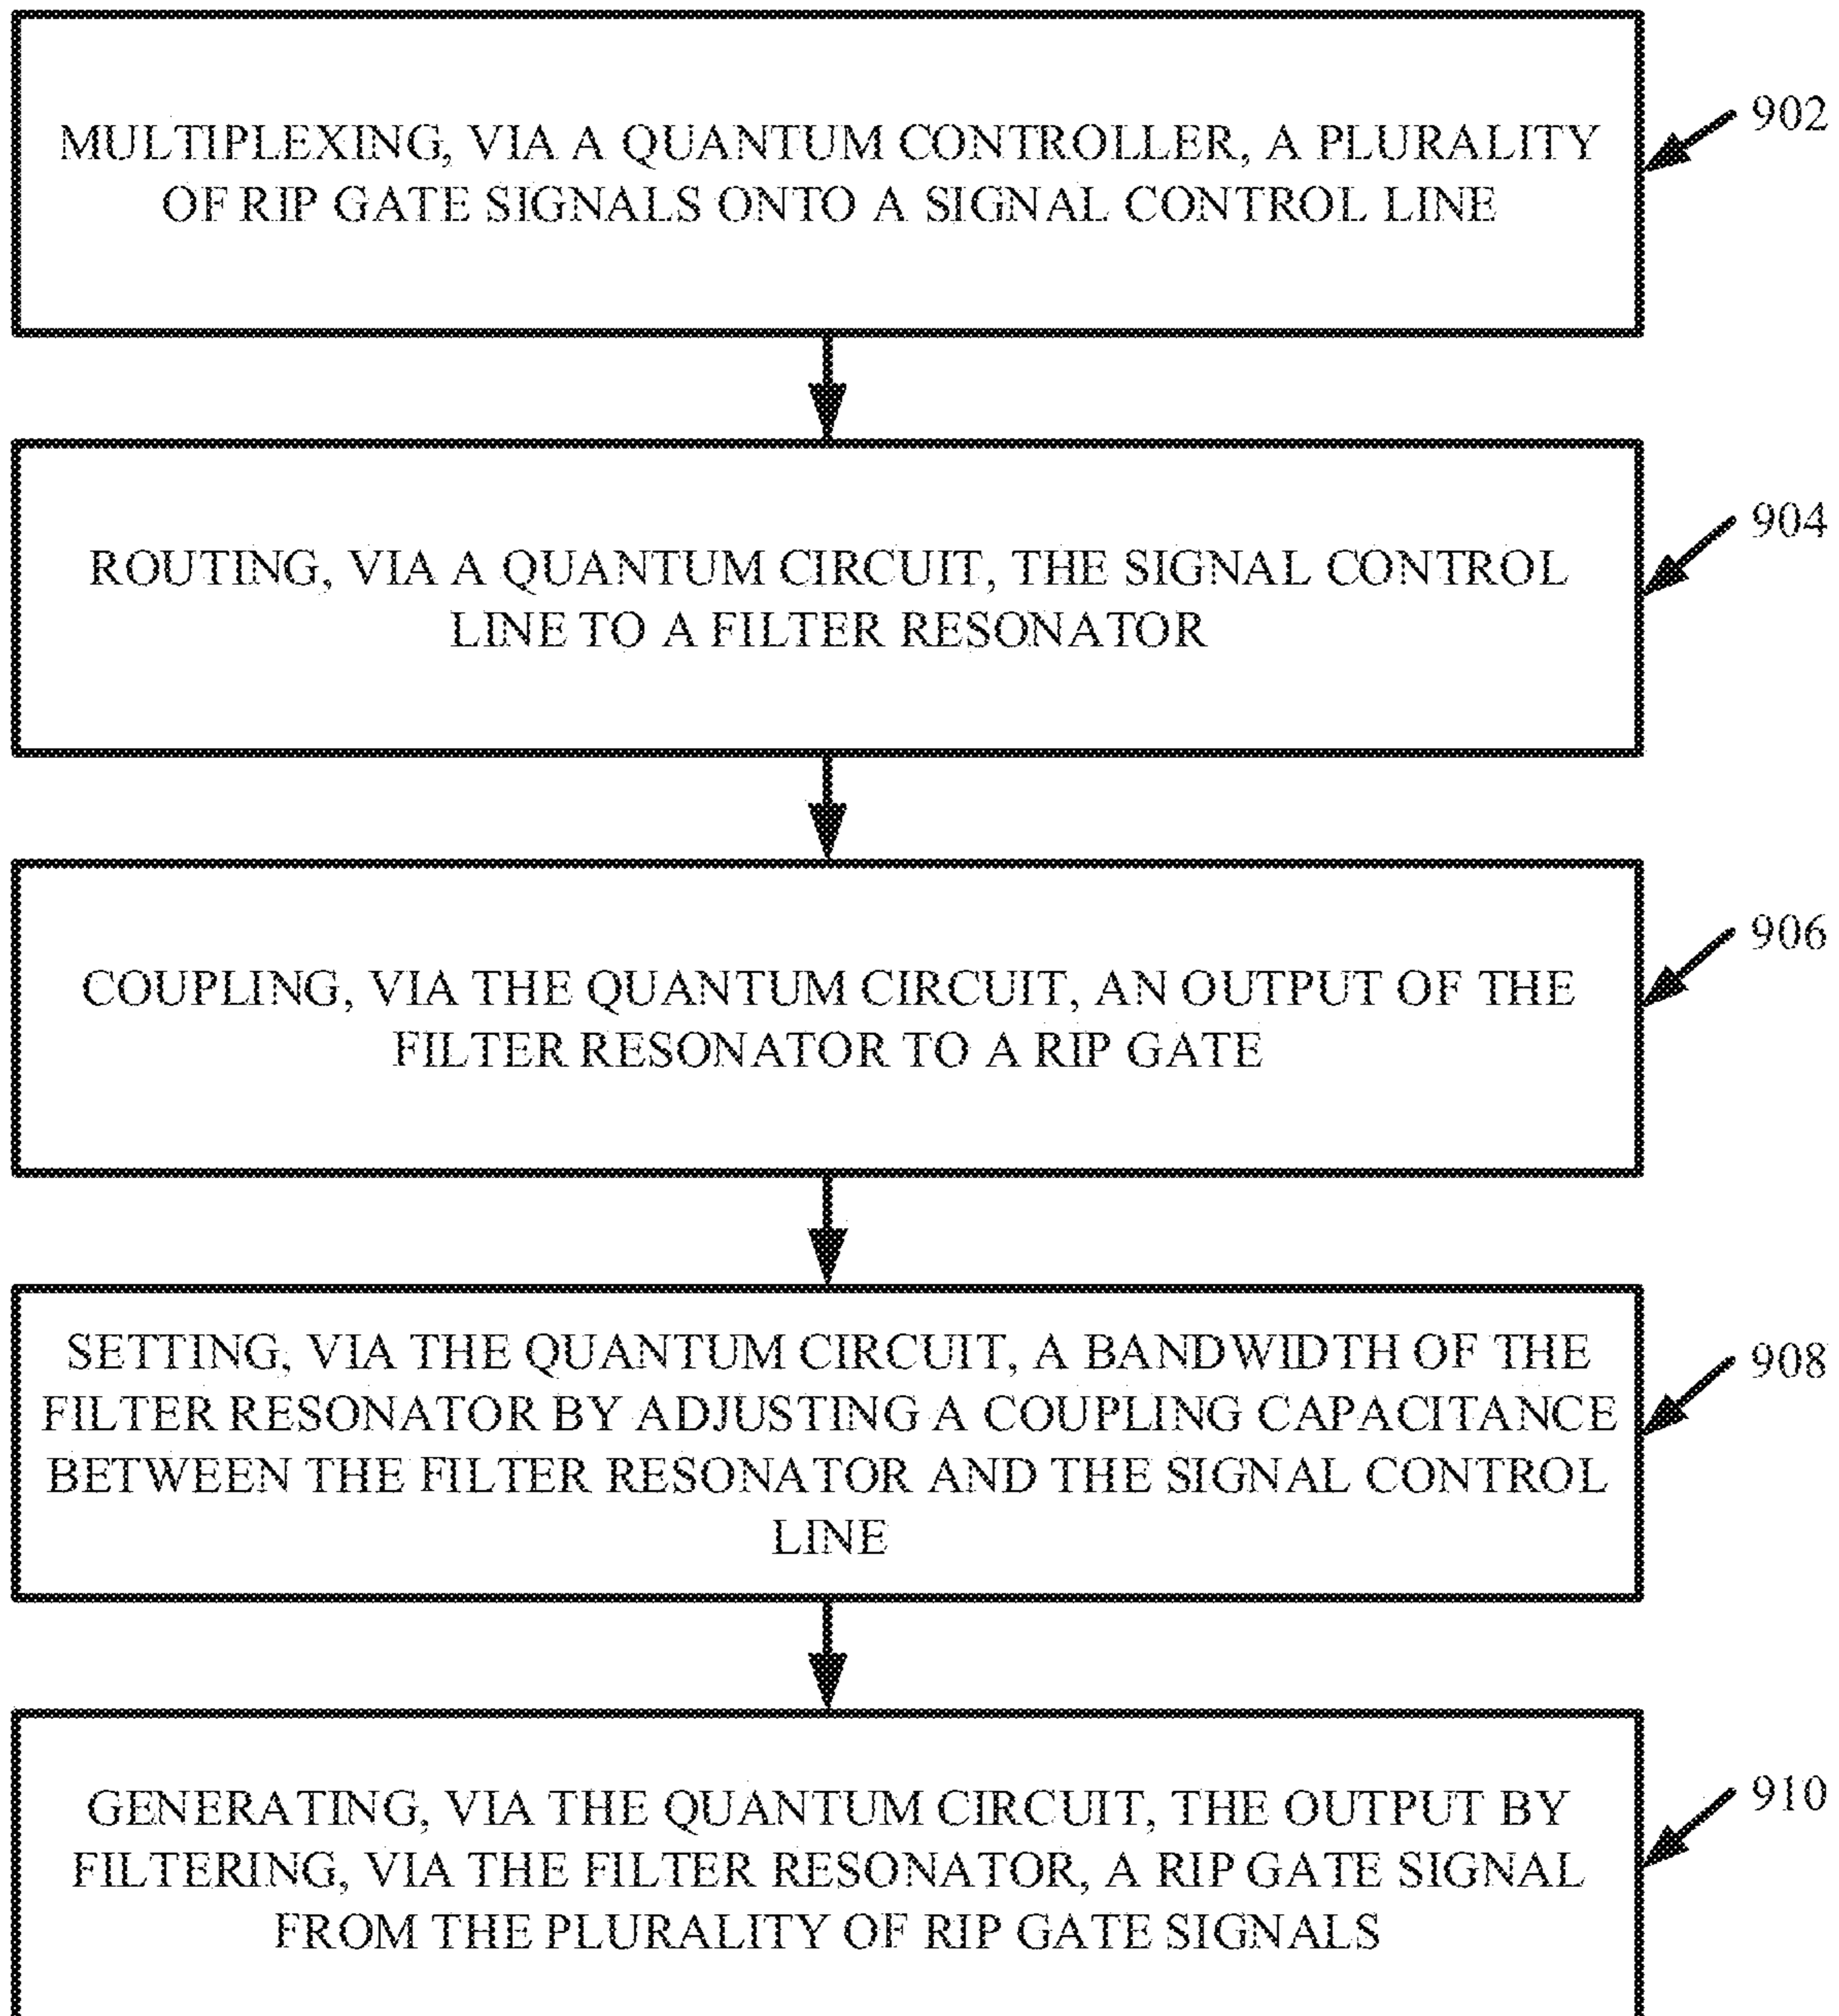 MULTIPLEXING, VIA A QUANTUM CONTROLLER, A PLURALITY
OF RIP GATE SIGNALS ONTO A SIGNAL CONTROL LINE
902
ROUTING, VIA A QUANTUM CIRCUIT, THE SIGNAL CONTROL
LINE TO A FILTER RESONATOR
904
COUPLING, VIA THE QUANTUM CIRCUIT, AN OUTPUT OF THE
FILTER RESONATOR TO A RIP GATE
906
SETTING, VIA THE QUANTUM CIRCUIT, A BANDWIDTH OF THE
FILTER RESONATOR BY ADJUSTING A COUPLING CAPACITANCE
BETWEEN THE FILTER RESONATOR AND THE SIGNAL CONTROL
LINE
908
GENERATING, VIA THE QUANTUM CIRCUIT, THE OUTPUT BY
FILTERING, VIA THE FILTER RESONATOR, A RIP GATE SIGNAL
FROM THE PLURALITY OF RIP GATE SIGNALS
910